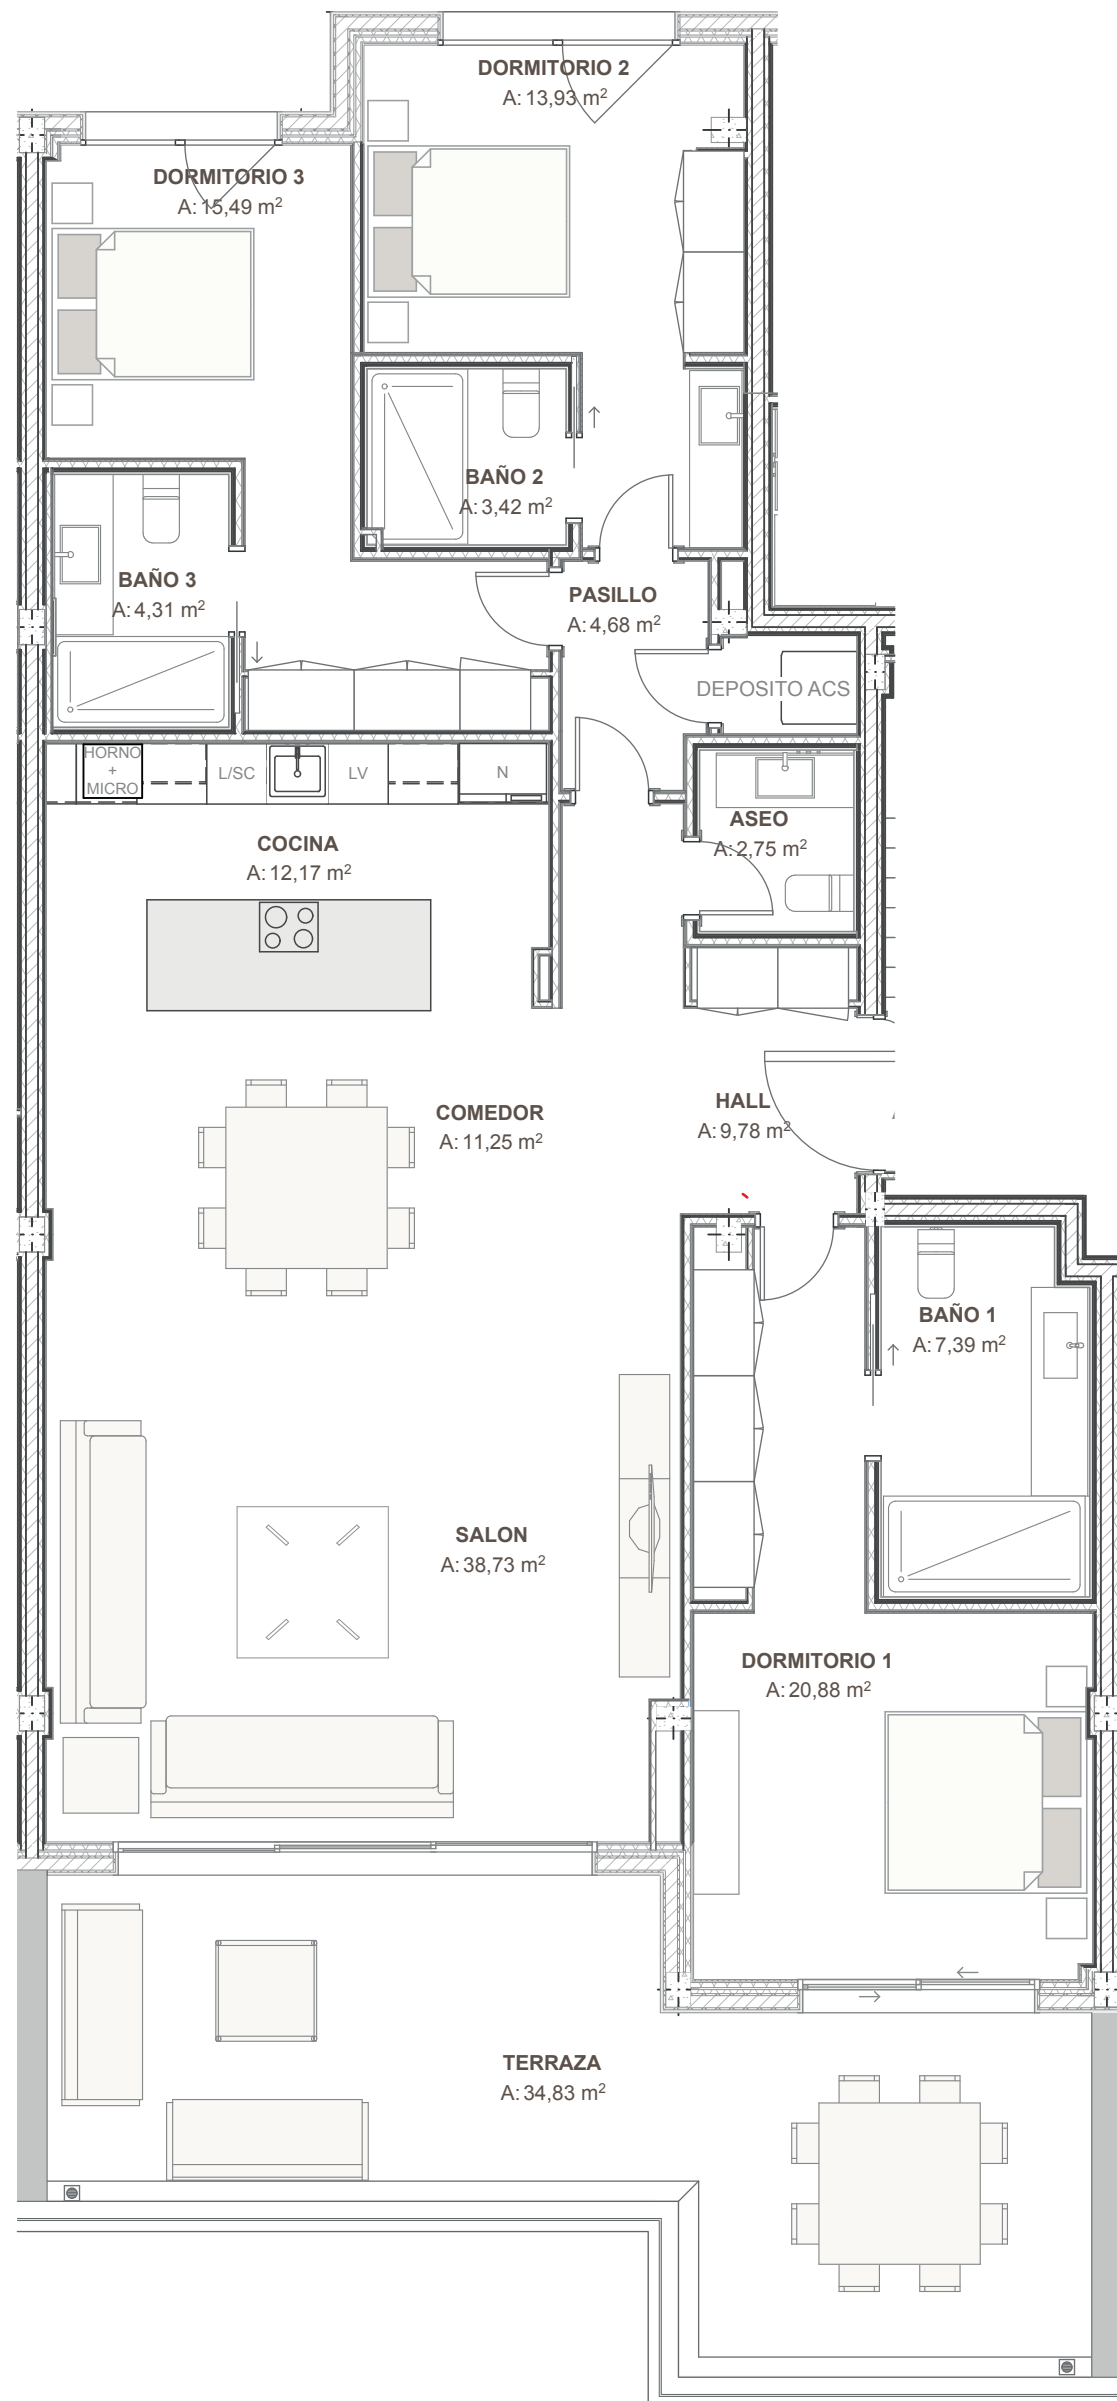 DORMITORIO 2
A: 13,93 m²
DORMITORIO 3
A: 15,49 m²
BAÑO 2
A: 3,42 m²
BAÑO 3
A: 4,31 m²
PASILLO
A: 4,68 m²
DEPOSITO ACS
HORNO
+
MICRO
L/SC
LV
N
ASEO
A: 2,75 m²
COCINA
A: 12,17 m²
COMEDOR
A: 11,25 m²
HALL
A: 9,78 m²
BAÑO 1
A: 7,39 m²
SALON
A: 38,73 m²
DORMITORIO 1
A: 20,88 m²
TERRAZA
A: 34,83 m²